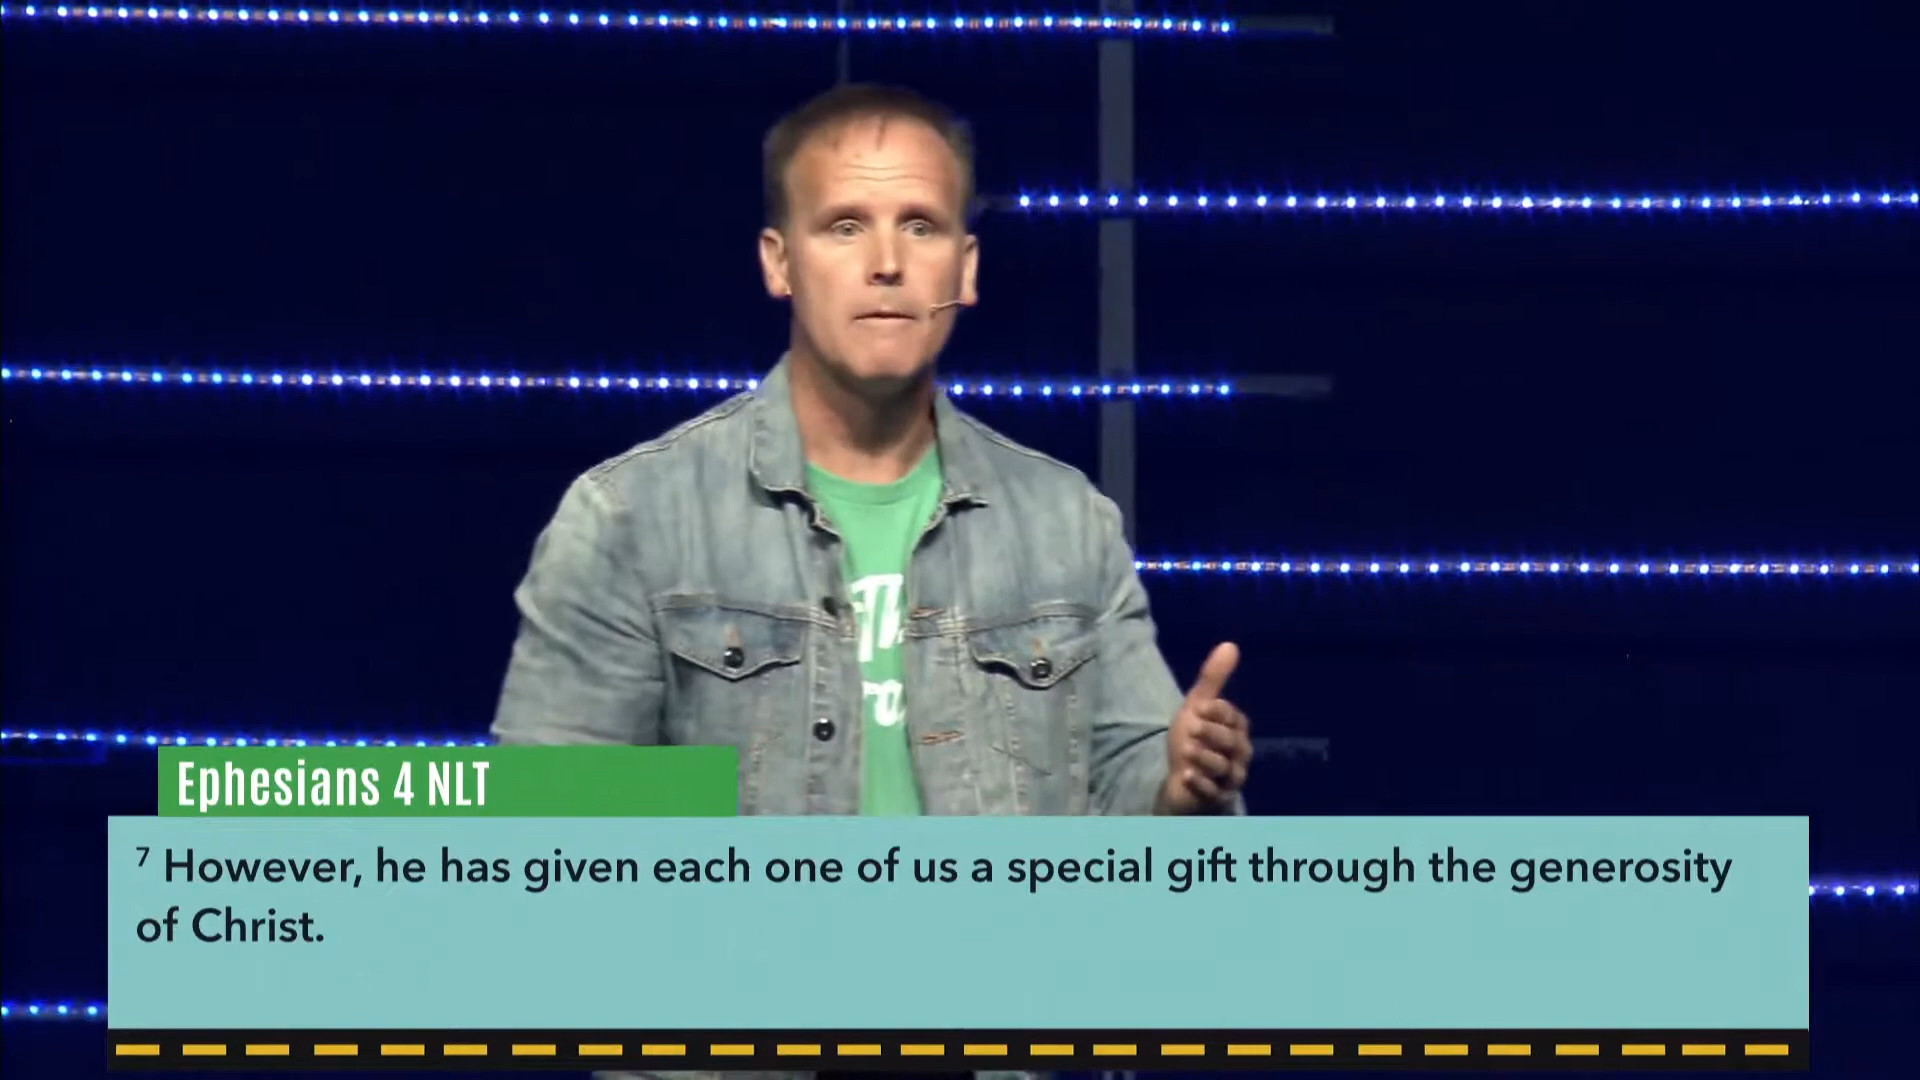 Ephesians 4 NLT
7 However, he has given each one of us a special gift through the generosity
of Christ.